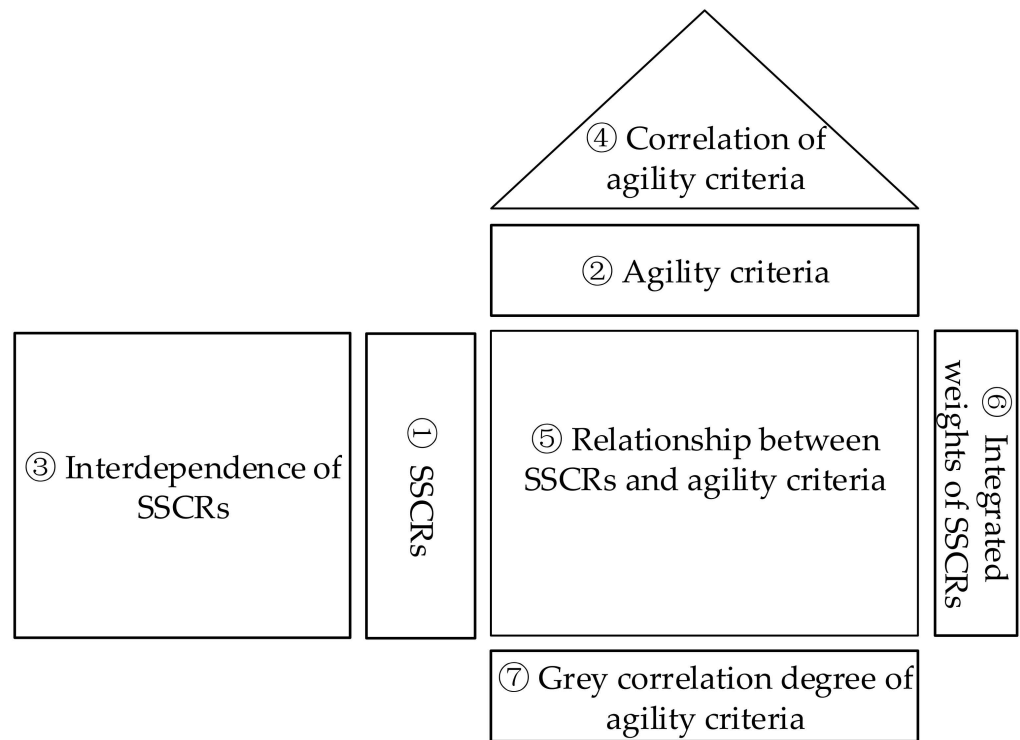 ④ Correlation of
agility criteria
② Agility criteria
③ Interdependence of
SSCRs
① SSCRs
⑤ Relationship between
SSCRs and agility criteria
⑥ Integrated
weights of SSCRs
⑦ Grey correlation degree of
agility criteria